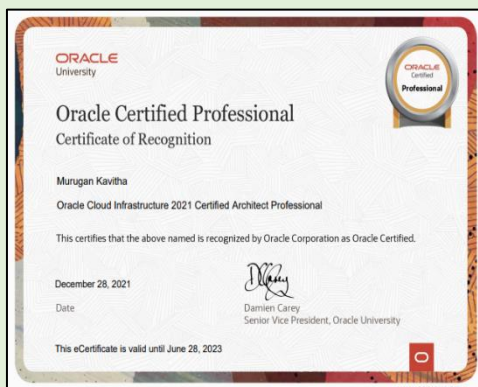 ORACLE
University
ORACLE
Certified
Professional
Oracle Certified Professional
Certificate of Recognition
Murugan Kavitha
Oracle Cloud Infrastructure 2021 Certified Architect Professional
This certifies that the above named is recognized by Oracle Corporation as Oracle Certified.
December 28, 2021
Date
Damien Carey
Senior Vice President, Oracle University
This eCertificate is valid until June 28, 2023